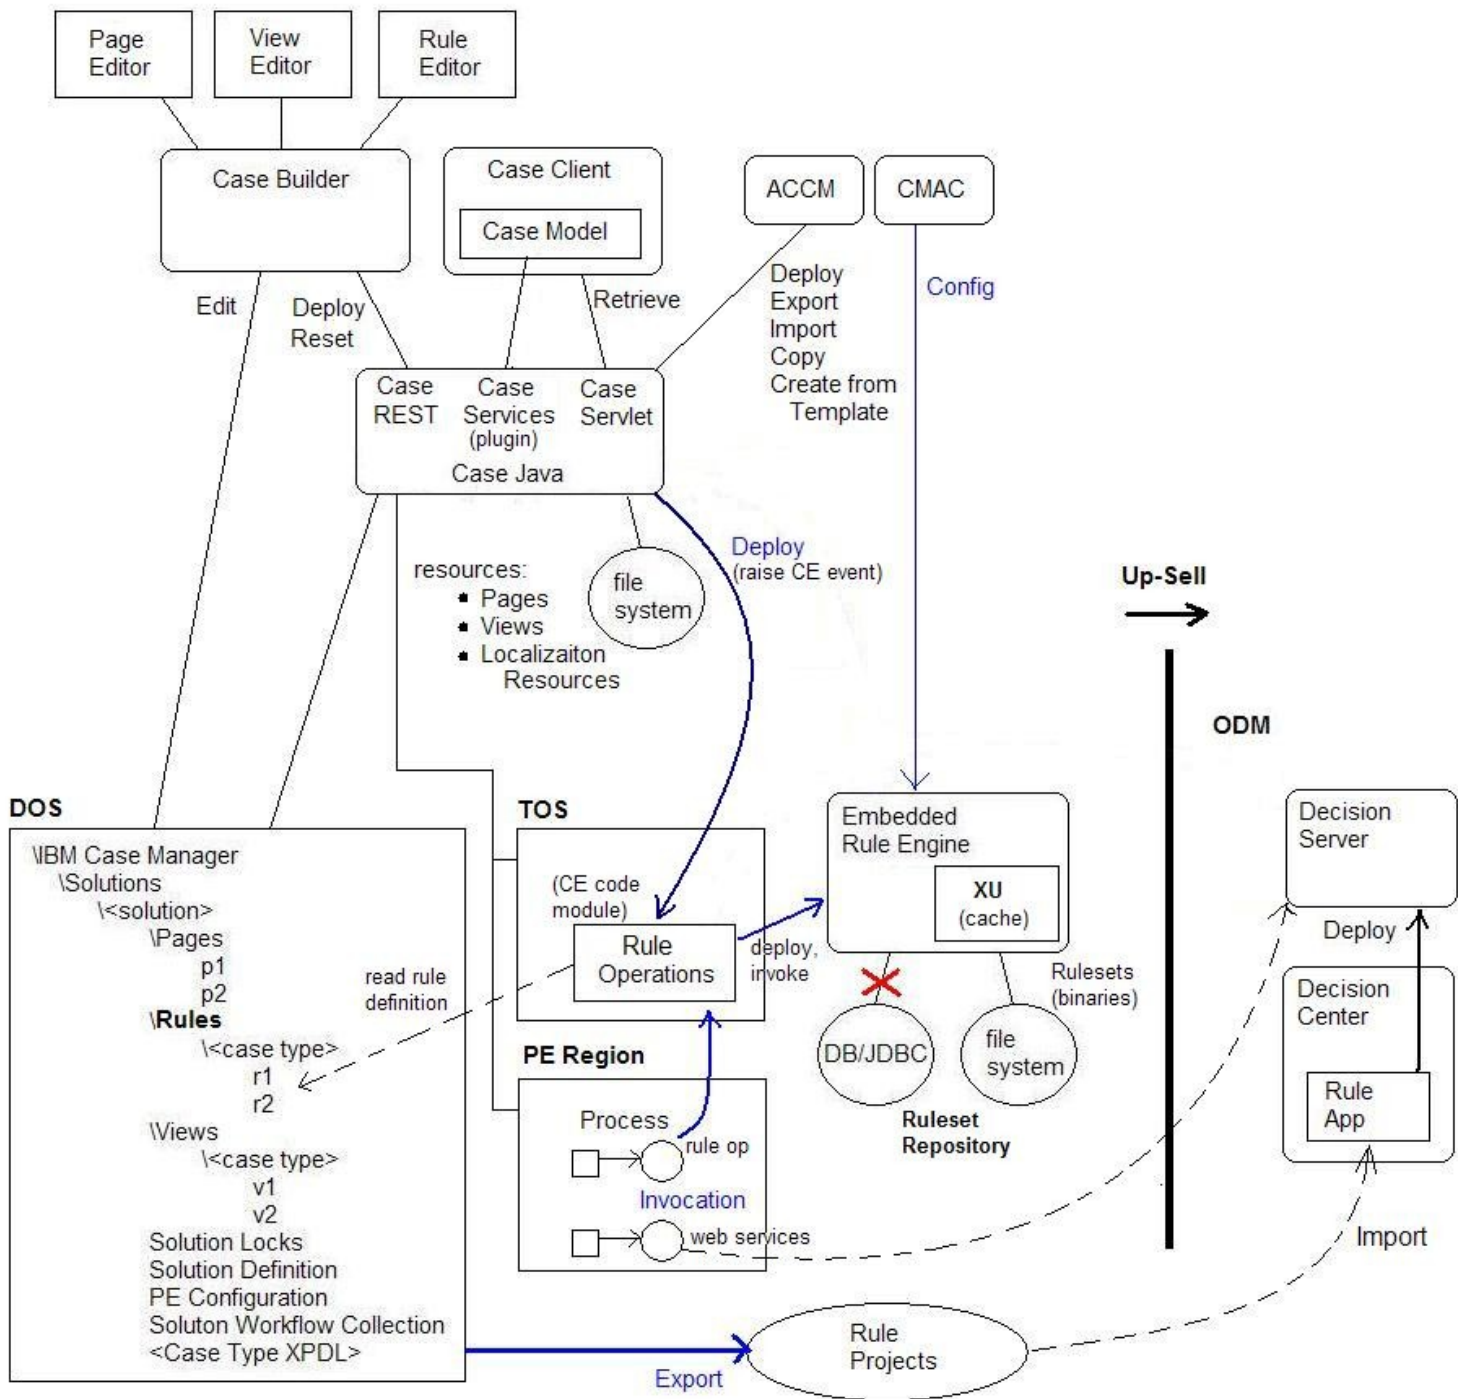 Page
Editor
View
Editor
Rule
Editor
Case Builder
Case Client
Case Model
ACCM
CMAC
Edit
Deploy
Reset
Retrieve
Deploy
Export
Import
Copy
Create from
Template
Config
Case
REST
Case
Services
(plugin)
Case
Servlet
Case Java
resources:
• Pages
• Views
• Localizaiton
Resources
file
system
Deploy
(raise CE event)
Up-Sell
ODM
DOS
\IBM Case Manager
\Solutions
\<solution>
\Pages
p1
p2
\Rules
\<case type>
r1
r2
\Views
\<case type>
v1
v2
Solution Locks
Solution Definition
PE Configuration
Soluton Workflow Collection
<Case Type XPDL>
read rule
definition
TOS
(CE code
module)
Rule
Operations
deploy,
invoke
Embedded
Rule Engine
XU
(cache)
Rulesets
(binaries)
DB/JDBC
file
system
Ruleset
Repository
PE Region
Process
rule op
Invocation
web services
Decision
Server
Deploy
Decision
Center
Rule
App
Import
Export
Rule
Projects